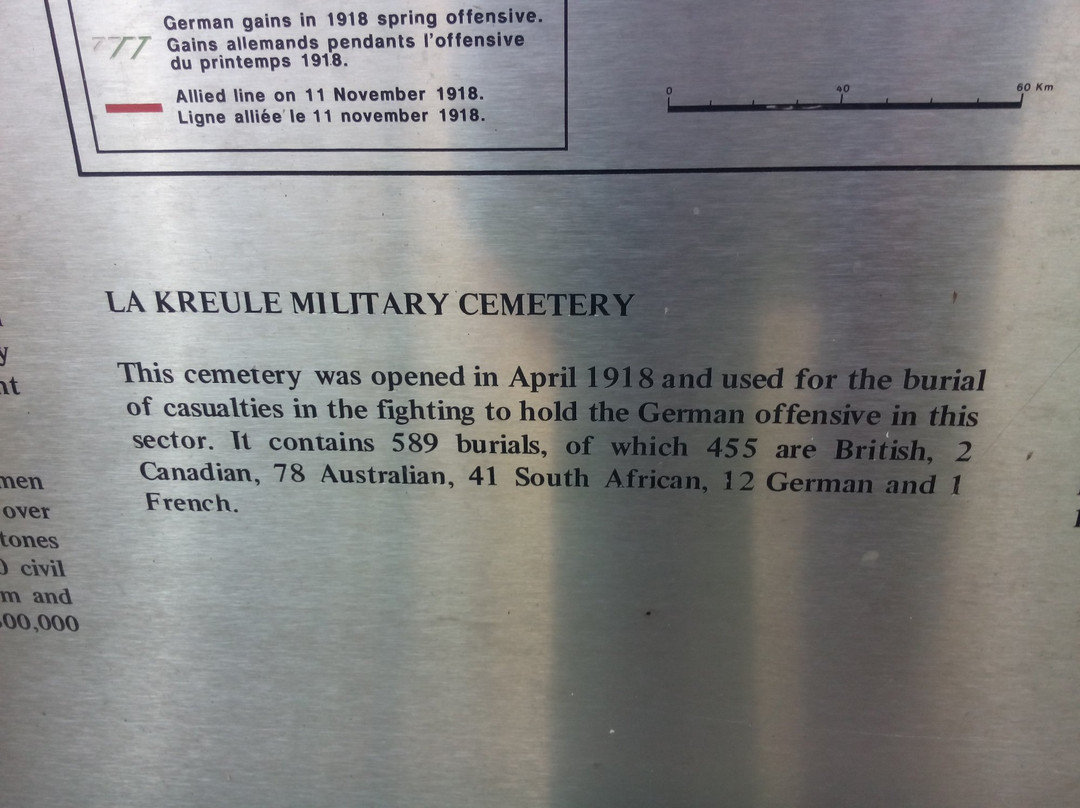 German gains in 1918 spring offensive.
Gains allemands pendants l'offensive
du printemps 1918.
Allied line on 11 November 1918.
Ligne alliée le 11 november 1918.
0 40 60 Km
LA KREULE MILITARY CEMETERY
This cemetery was opened in April 1918 and used for the burial
of casualties in the fighting to hold the German offensive in this
sector. It contains 589 burials, of which 455 are British, 2
Canadian, 78 Australian, 41 South African, 12 German and 1
French.
men
over
tones
civil
m and
00,000